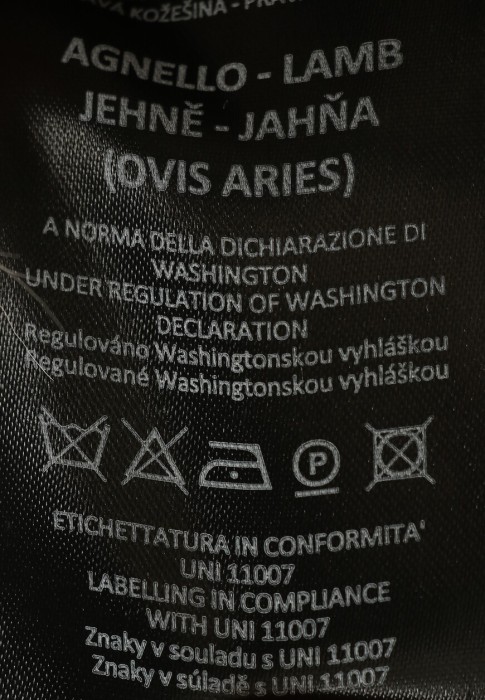 KOŽEŠINA -
AGNELLO - LAMB
JEHNĚ - JAHŇA
(OVIS ARIES)
A NORMA DELLA DICHIARAZIONE DI
WASHINGTON
UNDER REGULATION OF WASHINGTON
DECLARATION
Regulováno Washingtonskou vyhláškou
Regulované Washingtonskou vyhláškou
P
ETICHETTATURA IN CONFORMITA'
UNI 11007
LABELLING IN COMPLIANCE
WITH UNI 11007
Znaky v souladu s UNI 11007
Znaky v súladě s UNI 11007